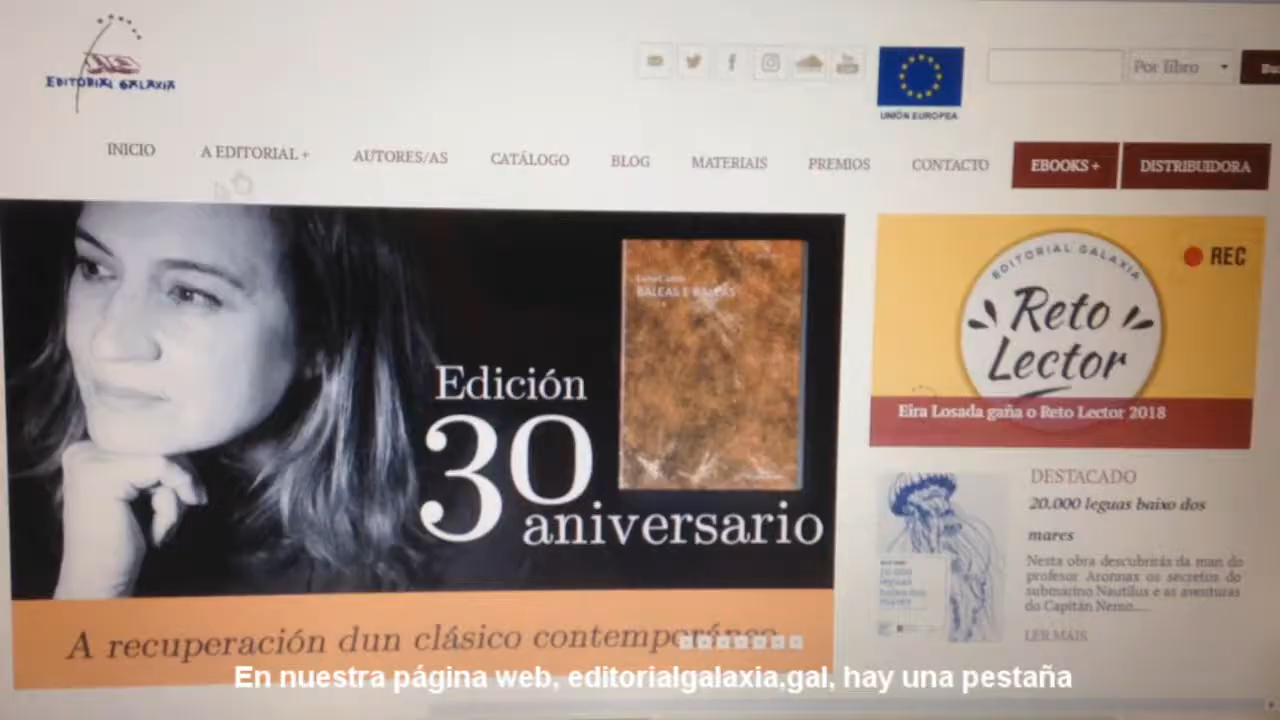 EDITORIAL GALAXIA
UNIÓN EUROPEA
Por libro
INICIO
A EDITORIAL +
AUTORES/AS
CATÁLOGO
BLOG
MATERIAIS
PREMIOS
CONTACTO
EBOOKS +
DISTRIBUIDORA
BALEAS E BALEAS
Edición
30
aniversario
A recuperación dun clásico contemporáneo
EDITORIAL GALAXIA
REC
Reto
Lector
Eira Losada gaña o Reto Lector 2018
DESTACADO
20.000 leguas baixo dos
mares
Nesta obra descubrirás da man do
profesor Aronnax os secretos do
submarino Nautilus e as aventuras
do Capitán Nemo....
LER MÁIS
En nuestra página web, editorialgalaxia.gal, hay una pestaña